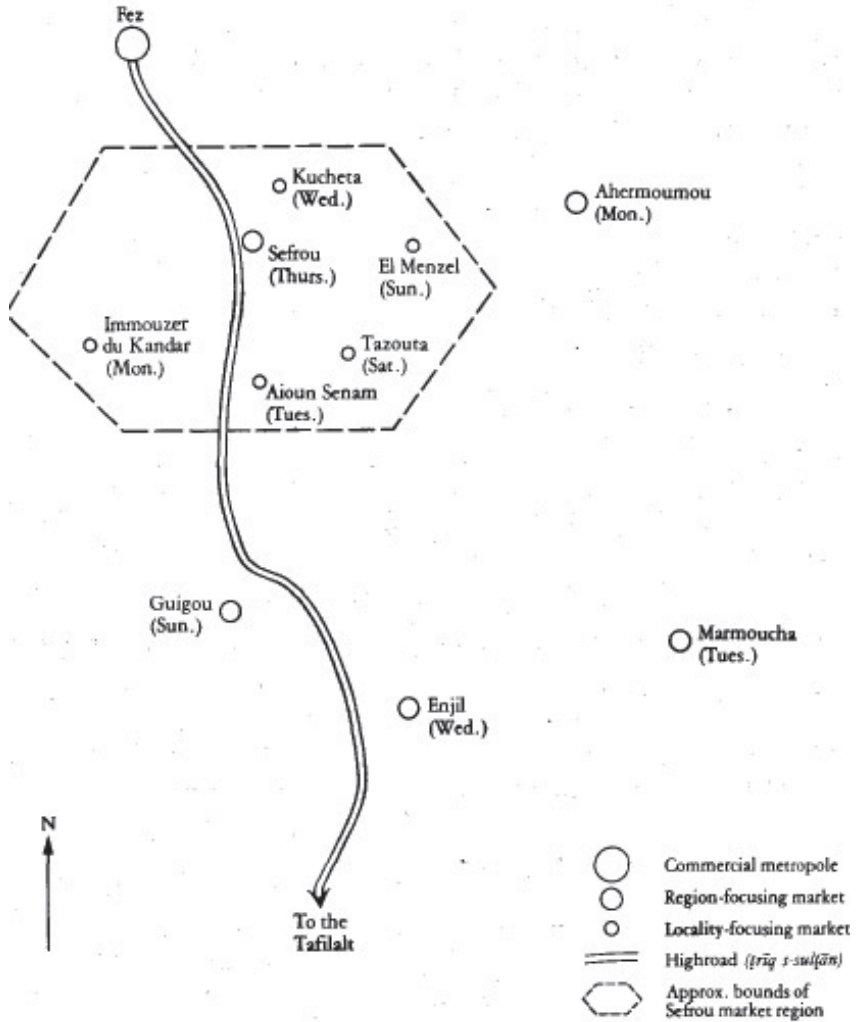 Fez
Kucheta
(Wed.)
Ahermoumou
(Mon.)
Sefrou
(Thurs.)
El Menzel
(Sun.)
Immouzer
du Kandar
(Mon.)
Tazouta
(Sat.)
Aioun Senam
(Tues.)
Guigou
(Sun.)
Marmoucha
(Tues.)
Enjil
(Wed.)
N
To the
Tafilalt
Commercial metropole
Region-focusing market
Locality-focusing market
Highroad (ṭrīq s-sulṭān)
Approx. bounds of
Sefrou market region